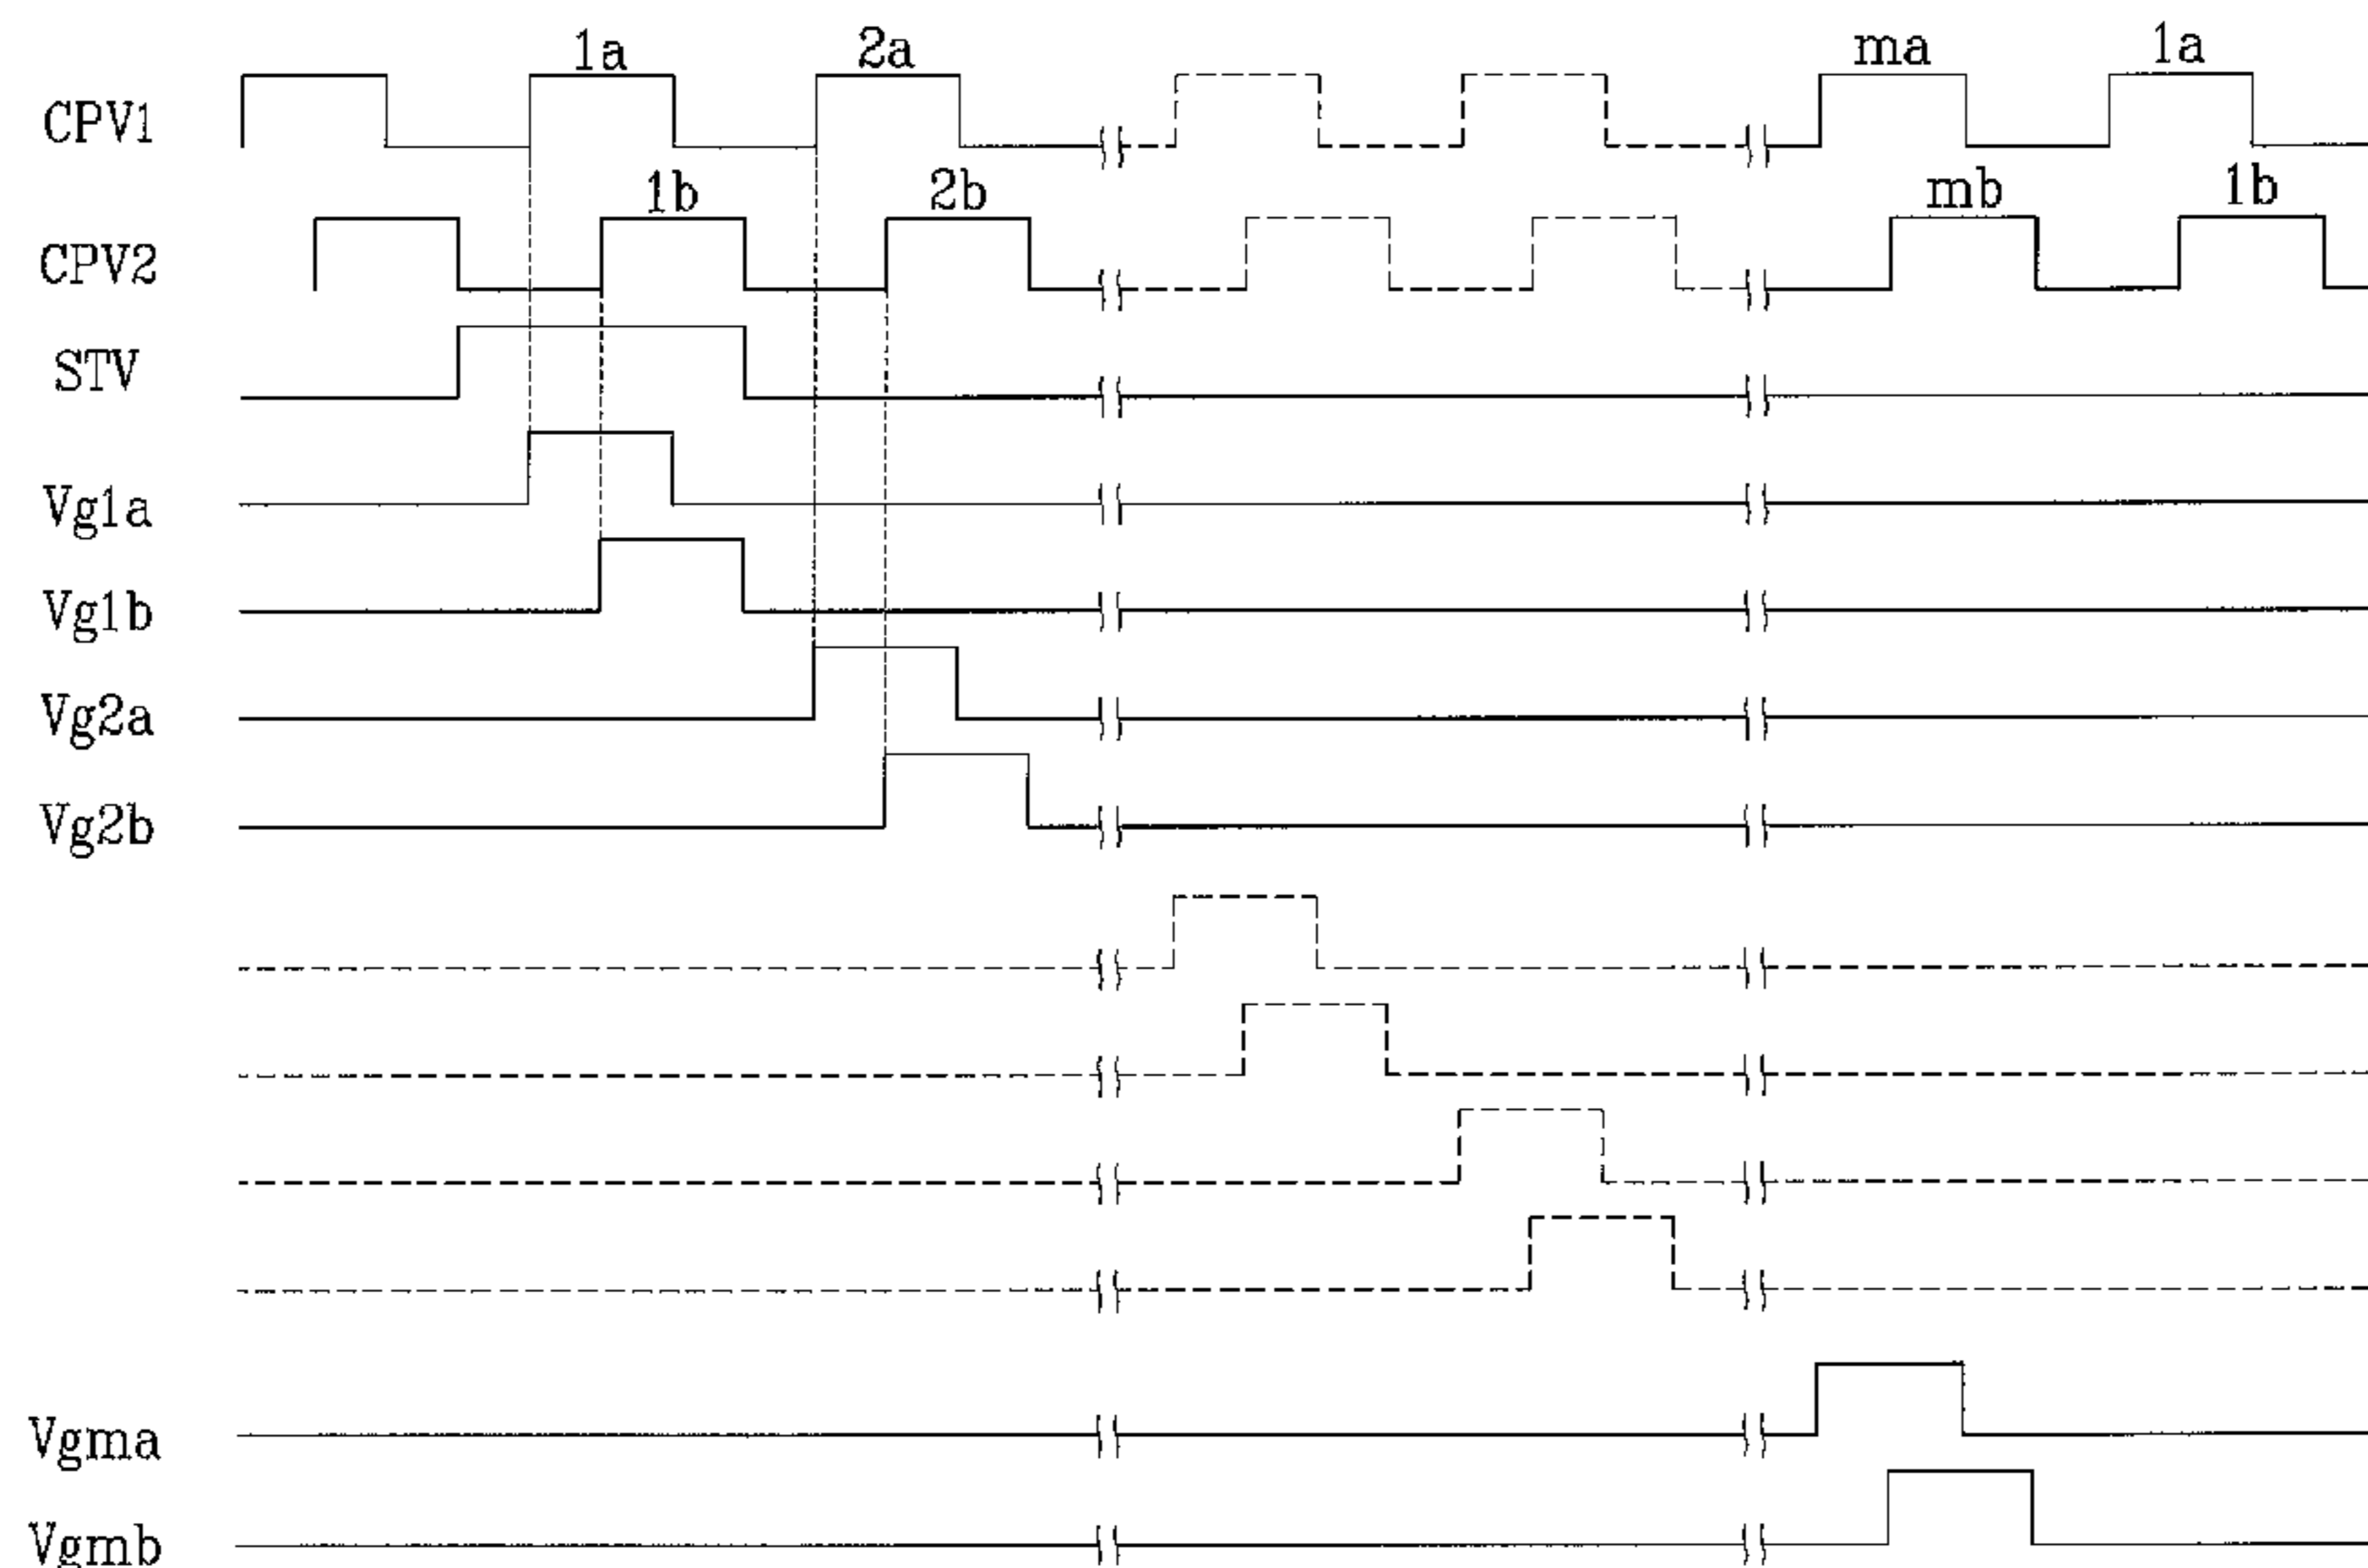 1a 2a ma 1a
CPV1
1b 2b mb 1b
CPV2
STV
Vg1a
Vg1b
Vg2a
Vg2b
Vgma
Vgmb